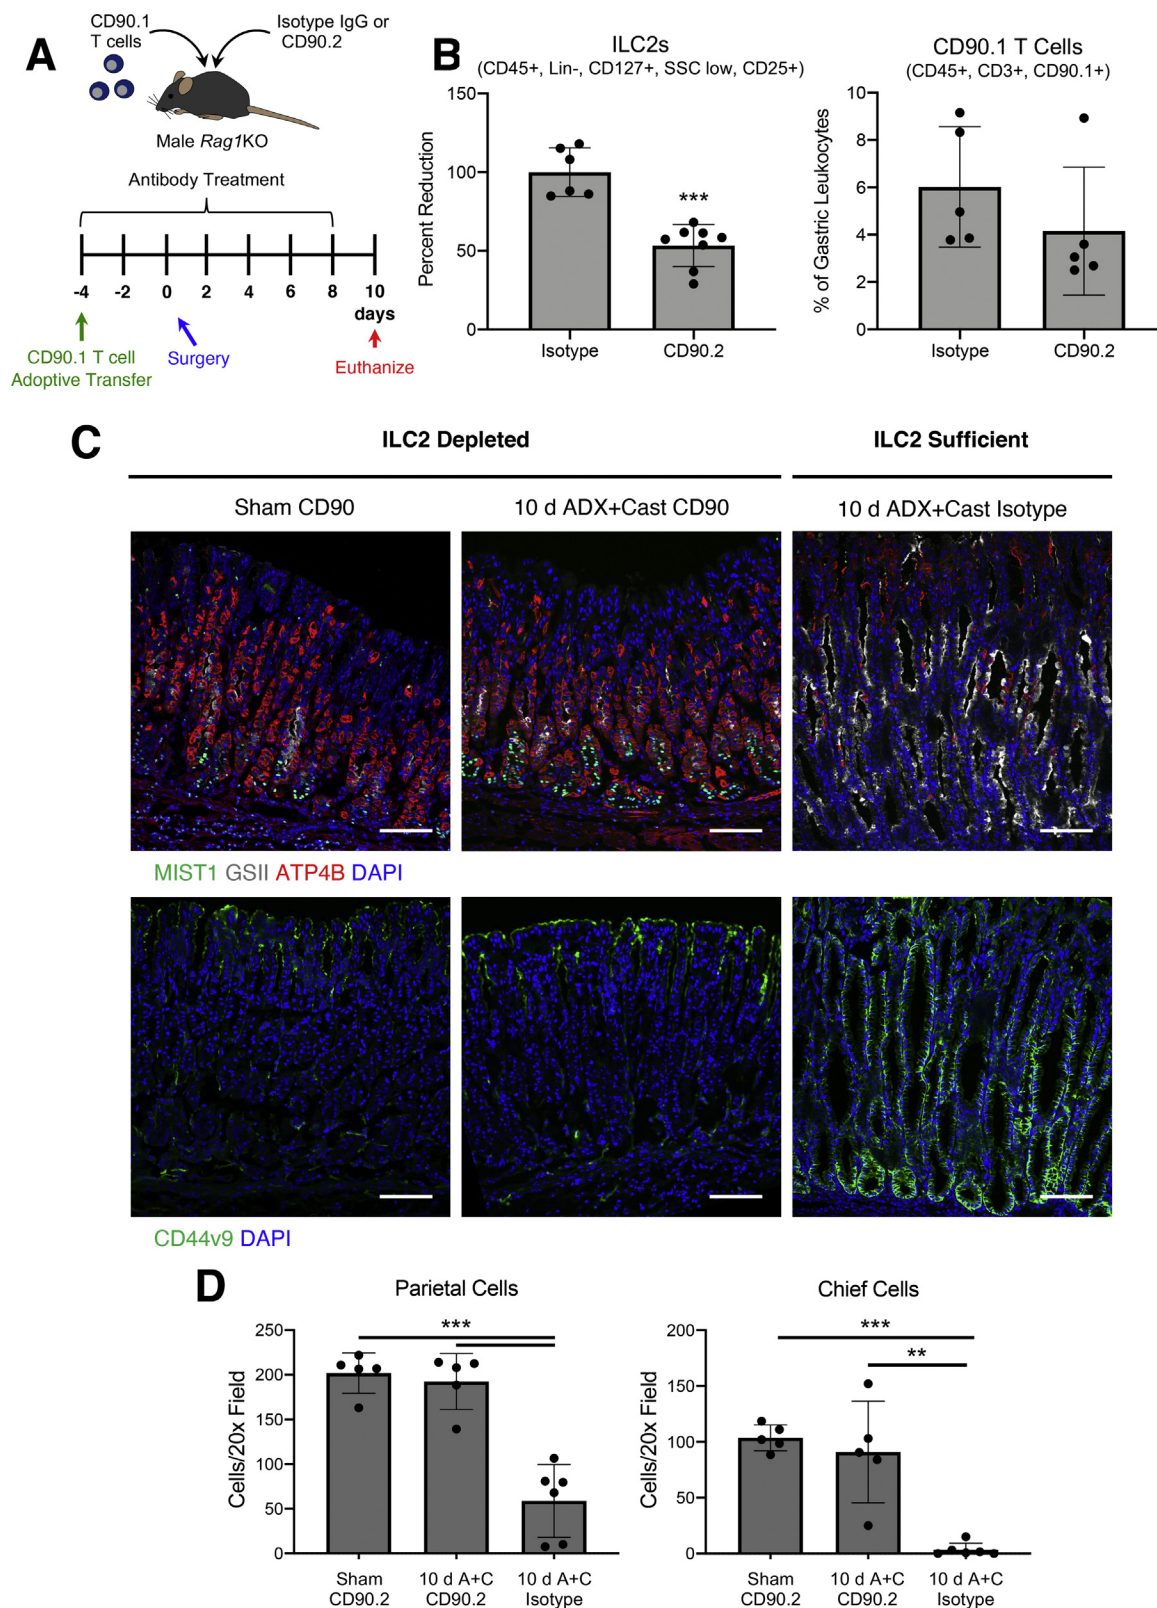 A
CD90.1
T cells
Isotype IgG or
CD90.2
Male Rag1KO
Antibody Treatment
-4 -2 0 2 4 6 8 10
days
CD90.1 T cell
Adoptive Transfer
Surgery
Euthanize
B
ILC2s
(CD45+, Lin-, CD127+, SSC low, CD25+)
Percent Reduction
150
100
50
0
***
Isotype CD90.2
CD90.1 T Cells
(CD45+, CD3+, CD90.1+)
% of Gastric Leukocytes
10
8
6
4
2
0
Isotype CD90.2
C
ILC2 Depleted
ILC2 Sufficient
Sham CD90
10 d ADX+Cast CD90
10 d ADX+Cast Isotype
MIST1 GSII ATP4B DAPI
CD44v9 DAPI
D
Parietal Cells
Cells/20x Field
250
200
150
100
50
0
***
Sham
CD90.2
10 d A+C
CD90.2
10 d A+C
Isotype
Chief Cells
Cells/20x Field
200
150
100
50
0
***
**
Sham
CD90.2
10 d A+C
CD90.2
10 d A+C
Isotype